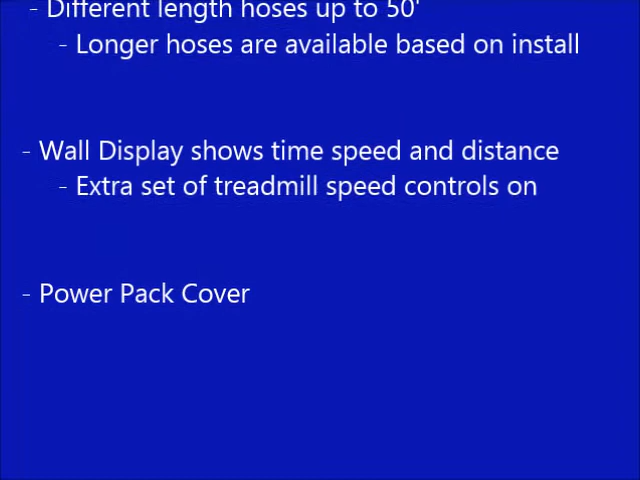 - Different length hoses up to 50'
- Longer hoses are available based on install
- Wall Display shows time speed and distance
- Extra set of treadmill speed controls on
- Power Pack Cover